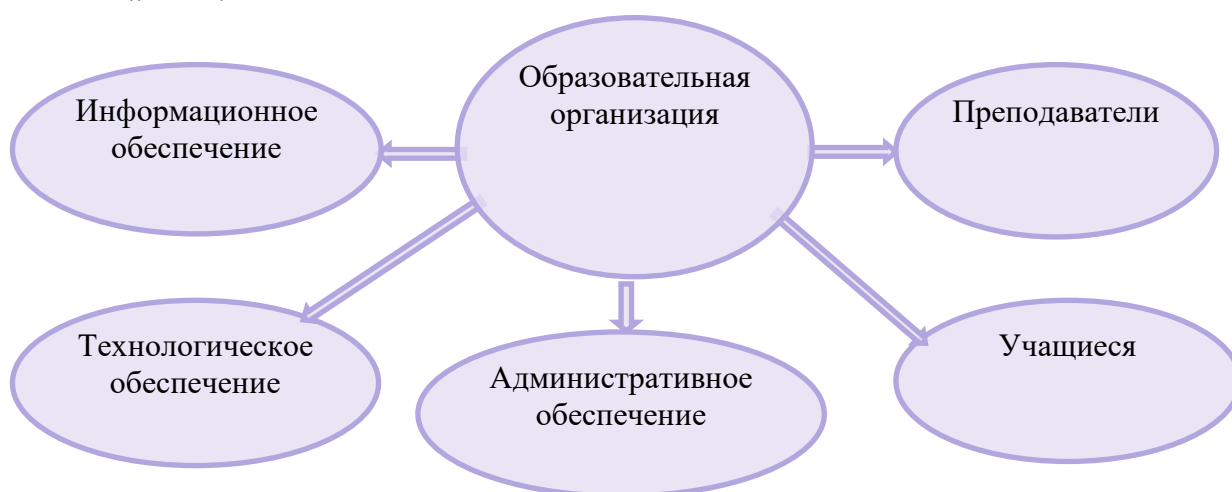 Образовательная
организация
Информационное
обеспечение
Преподаватели
Технологическое
обеспечение
Административное
обеспечение
Учащиеся